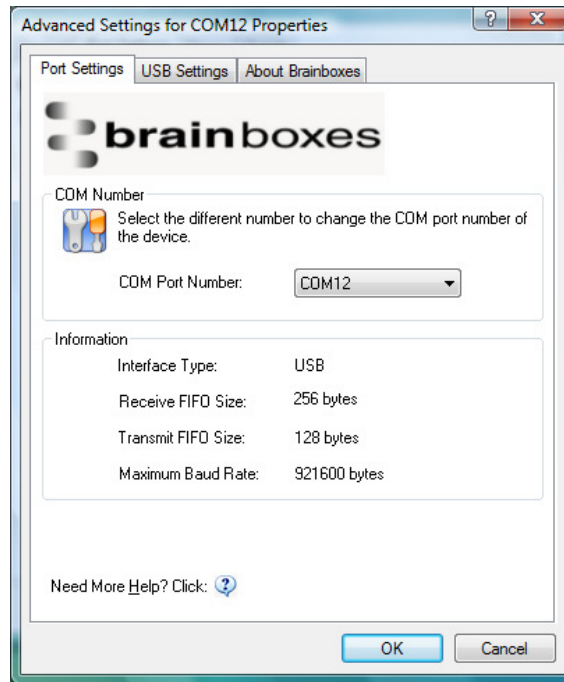 Advanced Settings for COM12 Properties
Port Settings USB Settings About Brainboxes
brainboxes
COM Number
Select the different number to change the COM port number of
the device.
COM Port Number: COM12
Information
Interface Type: USB
Receive FIFO Size: 256 bytes
Transmit FIFO Size: 128 bytes
Maximum Baud Rate: 921600 bytes
Need More Help? Click:
OK Cancel